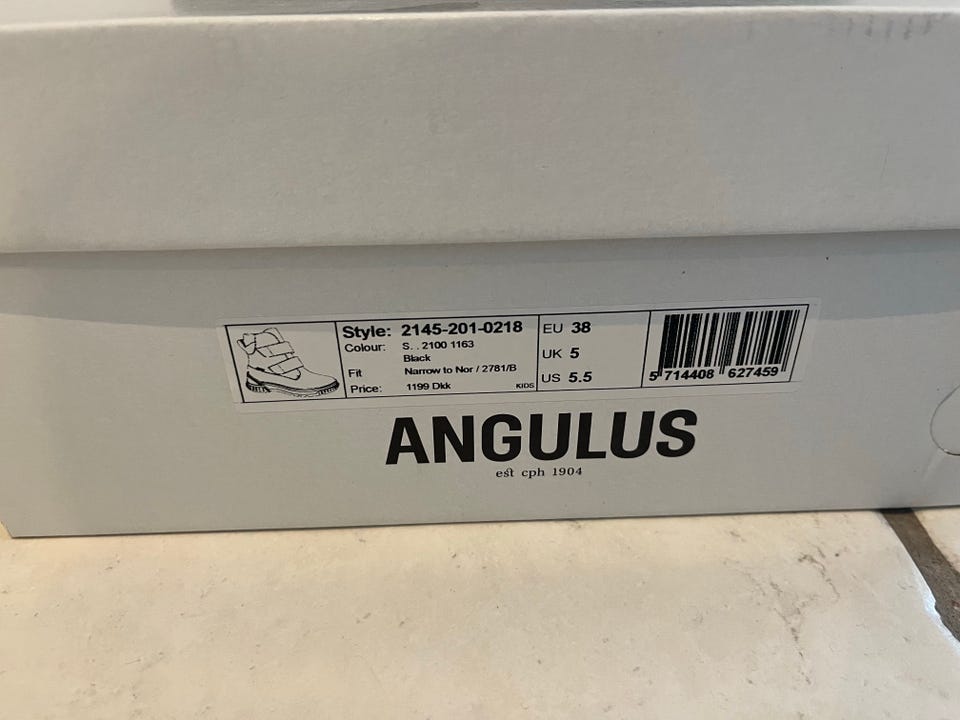 Style: 2145-201-0218
Colour: S. . 2100 1163
Black
Fit Narrow to Nor / 2781/B
Price: 1199 Dkk KIDS
EU 38
UK 5
US 5.5
5 714408 627459
ANGULUS
est cph 1904